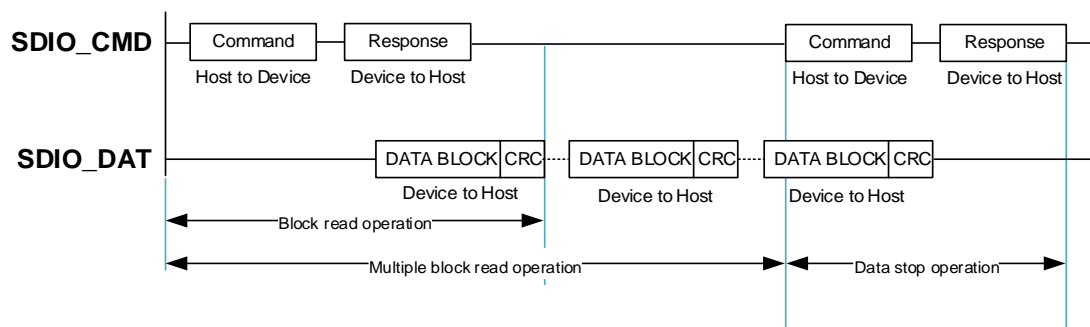 SDIO_CMD
Command
Response
Command
Response
Host to Device
Device to Host
Host to Device
Device to Host
SDIO_DAT
DATA BLOCK CRC
DATA BLOCK CRC
DATA BLOCK CRC
Device to Host
Device to Host
Device to Host
Block read operation
Multiple block read operation
Data stop operation